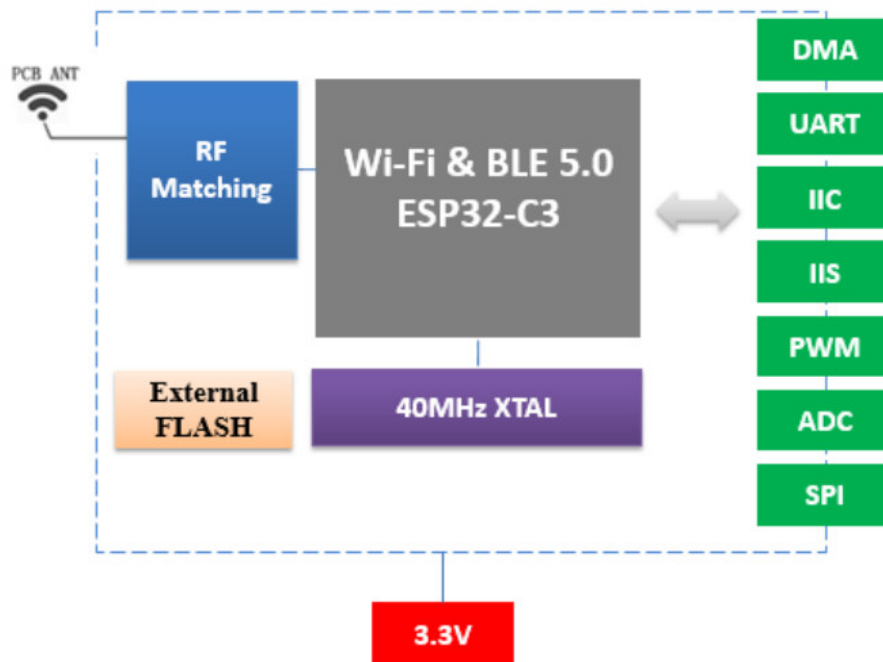 PCB ANT
RF
Matching
Wi-Fi & BLE 5.0
ESP32-C3
External
FLASH
40MHz XTAL
DMA
UART
IIC
IIS
PWM
ADC
SPI
3.3V